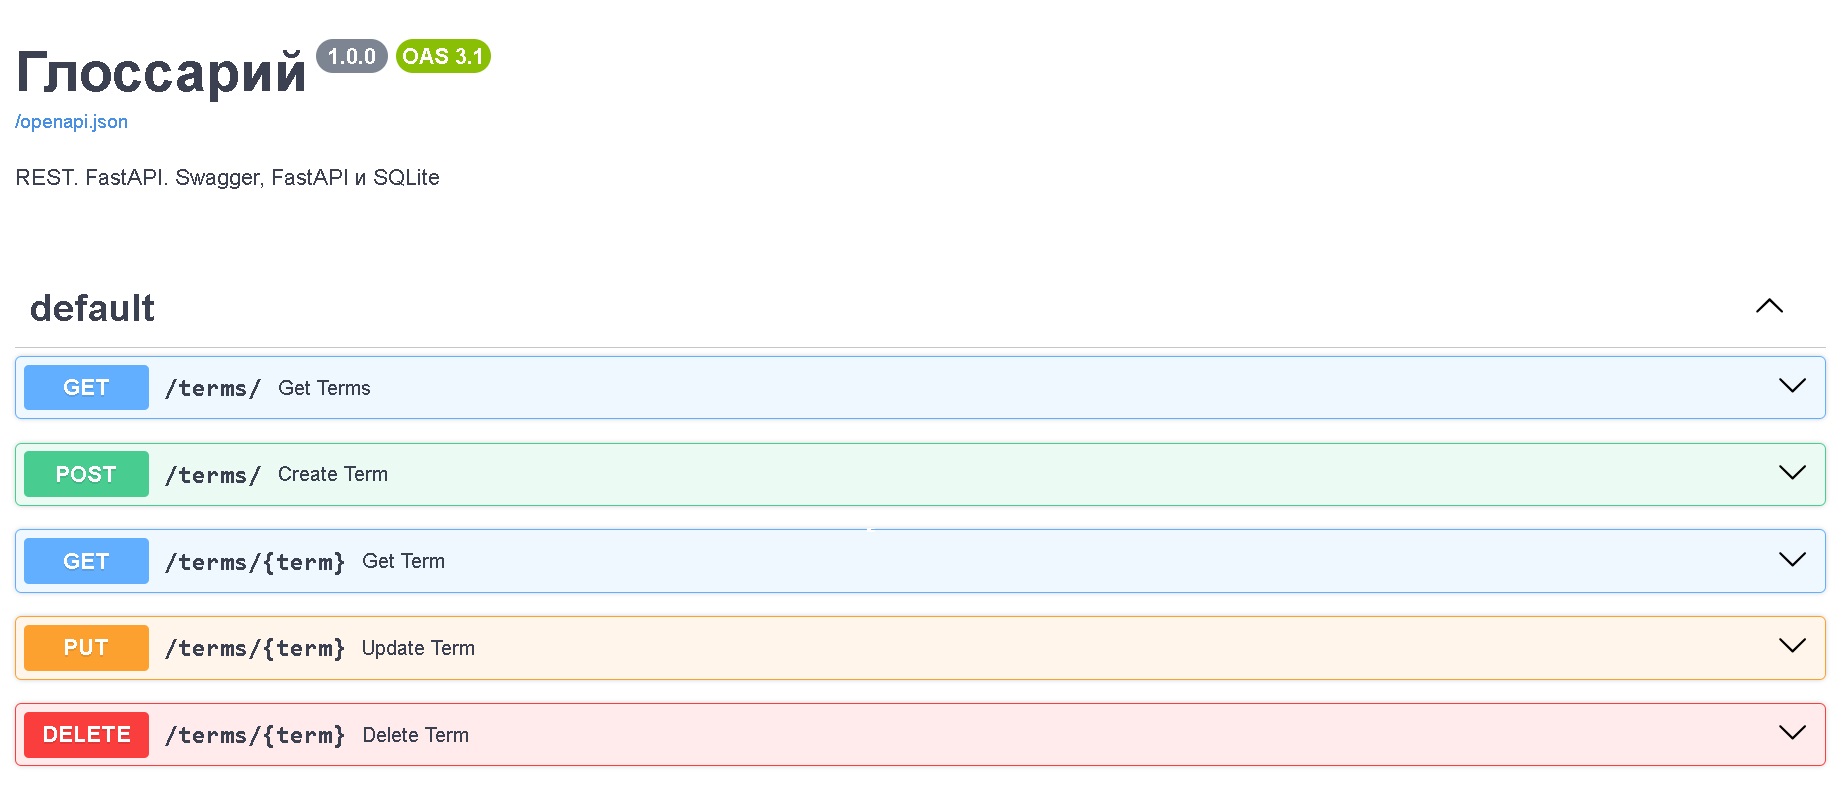 Глоссарий 1.0.0 OAS 3.1
/openapi.json
REST. FastAPI. Swagger, FastAPI и SQLite
default
GET /terms/ Get Terms
POST /terms/ Create Term
GET /terms/{term} Get Term
PUT /terms/{term} Update Term
DELETE /terms/{term} Delete Term